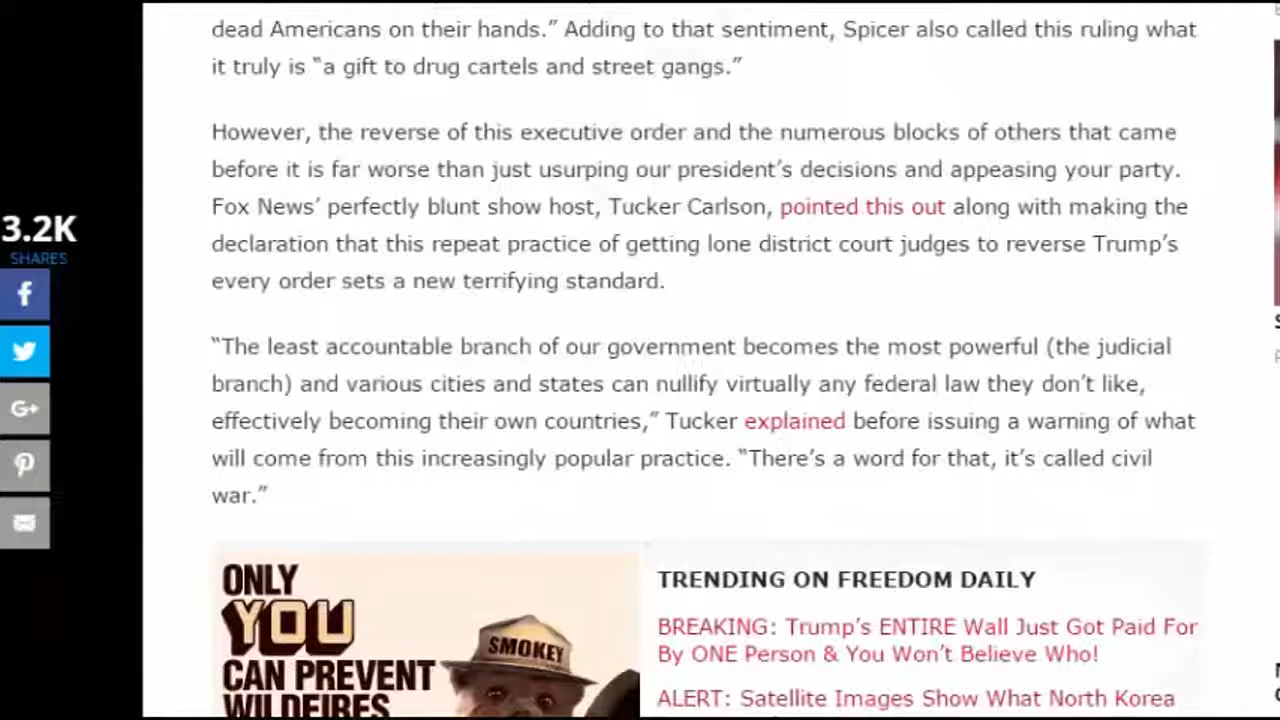 dead Americans on their hands.” Adding to that sentiment, Spicer also called this ruling what
it truly is “a gift to drug cartels and street gangs.”
However, the reverse of this executive order and the numerous blocks of others that came
before it is far worse than just usurping our president’s decisions and appeasing your party.
Fox News’ perfectly blunt show host, Tucker Carlson, pointed this out along with making the
declaration that this repeat practice of getting lone district court judges to reverse Trump’s
every order sets a new terrifying standard.
“The least accountable branch of our government becomes the most powerful (the judicial
branch) and various cities and states can nullify virtually any federal law they don’t like,
effectively becoming their own countries,” Tucker explained before issuing a warning of what
will come from this increasingly popular practice. “There’s a word for that, it’s called civil
war.”
3.2K
SHARES
f
G+
ONLY
YOU
CAN PREVENT
WILDFIRES
SMOKEY
TRENDING ON FREEDOM DAILY
BREAKING: Trump’s ENTIRE Wall Just Got Paid For
By ONE Person & You Won’t Believe Who!
ALERT: Satellite Images Show What North Korea